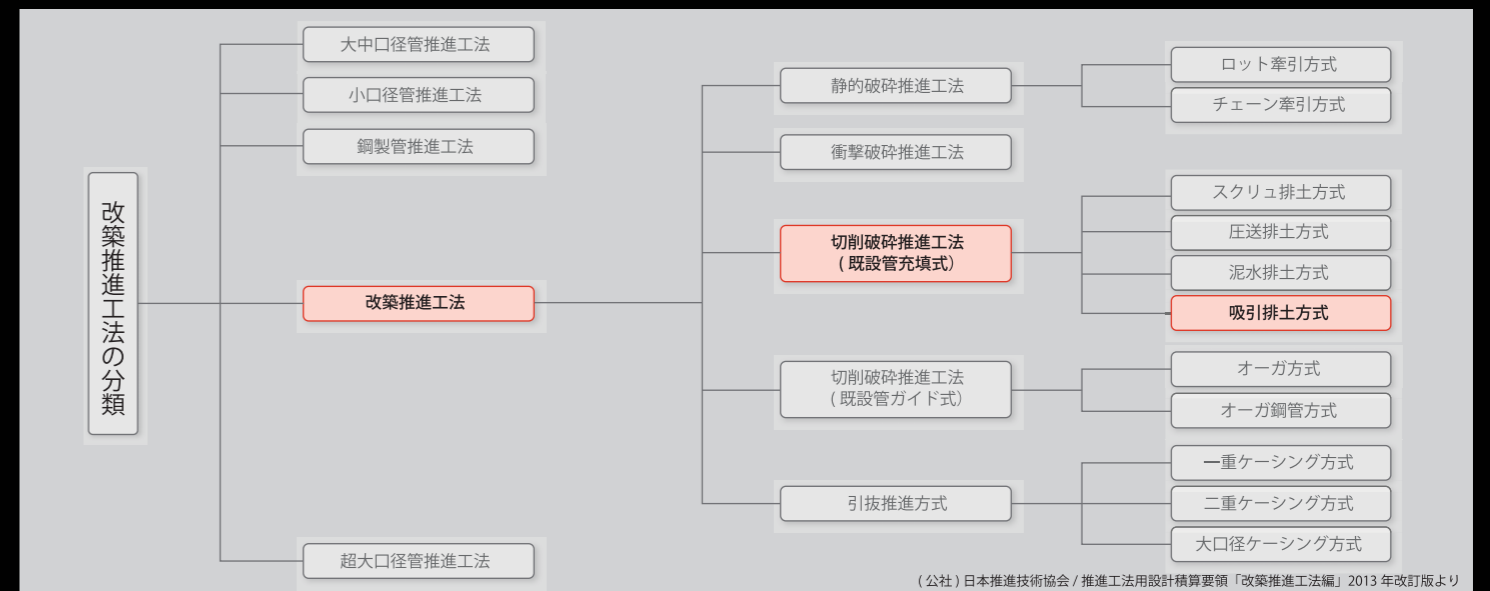 改築推進工法の分類
大中口径管推進工法
小口径管推進工法
鋼製管推進工法
改築推進工法
超大口径管推進工法
静的破砕推進工法
衝撃破砕推進工法
切削破砕推進工法
( 既設管充填式）
切削破砕推進工法
( 既設管ガイド式）
引抜推進方式
ロット牽引方式
チェーン牽引方式
スクリュ排土方式
圧送排土方式
泥水排土方式
吸引排土方式
オーガ方式
オーガ鋼管方式
一重ケーシング方式
二重ケーシング方式
大口径ケーシング方式
( 公社 ) 日本推進技術協会 / 推進工法用設計積算要領「改築推進工法編」2013 年改訂版より